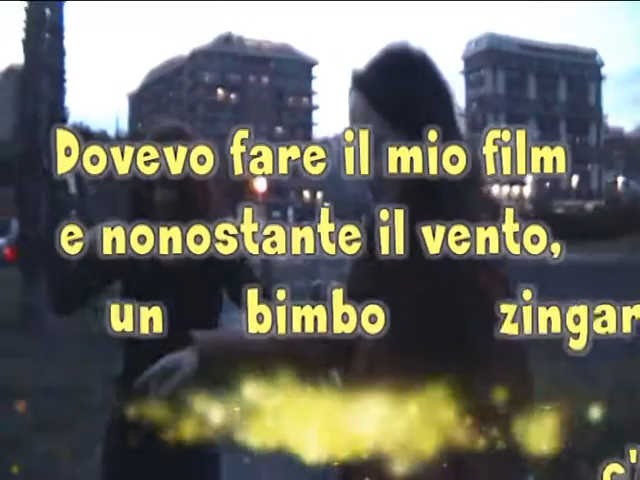 Dovevo fare il mio film
e nonostante il vento,
un bimbo zingar
c'